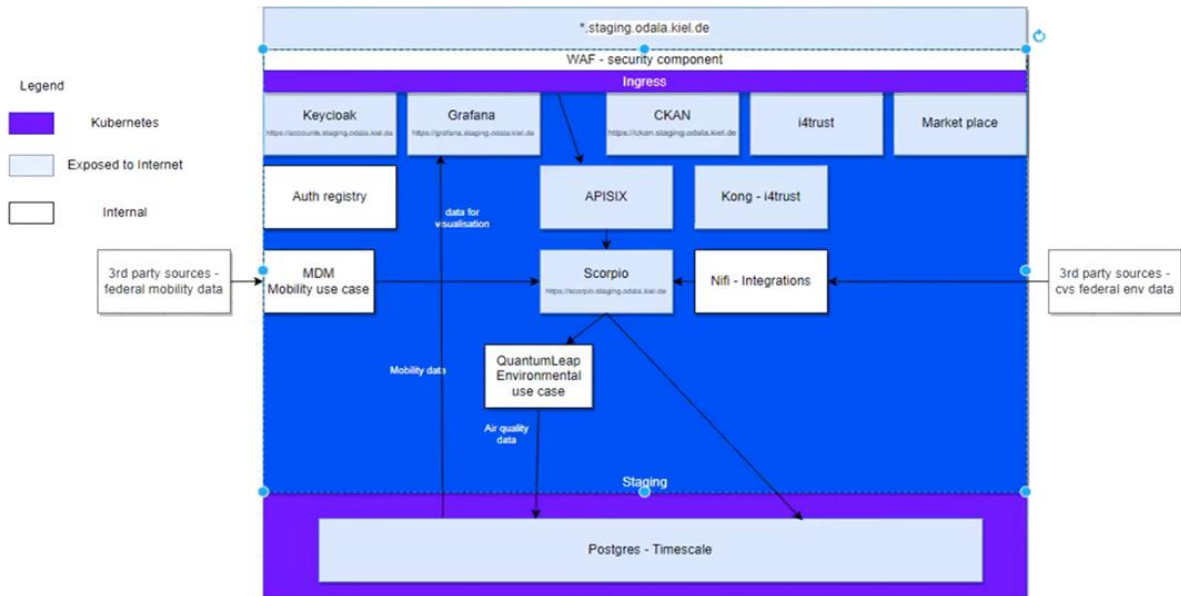 *.staging.odala.kiel.de
WAF - security component
Ingress
Legend
Kubernetes
Exposed to Internet
Internal
Keycloak
https://accounts.staging.odala.kiel.de
Grafana
https://grafana.staging.odala.kiel.de
CKAN
https://ckan.staging.odala.kiel.de
i4trust
Market place
Auth registry
data for
visualisation
APISIX
Kong - i4trust
3rd party sources -
federal mobility data
MDM
Mobility use case
Scorpio
https://scorpio.staging.odala.kiel.de
Nifi - Integrations
3rd party sources -
cvs federal env data
QuantumLeap
Environmental
use case
Mobility data
Air quality
data
Staging
Postgres - Timescale